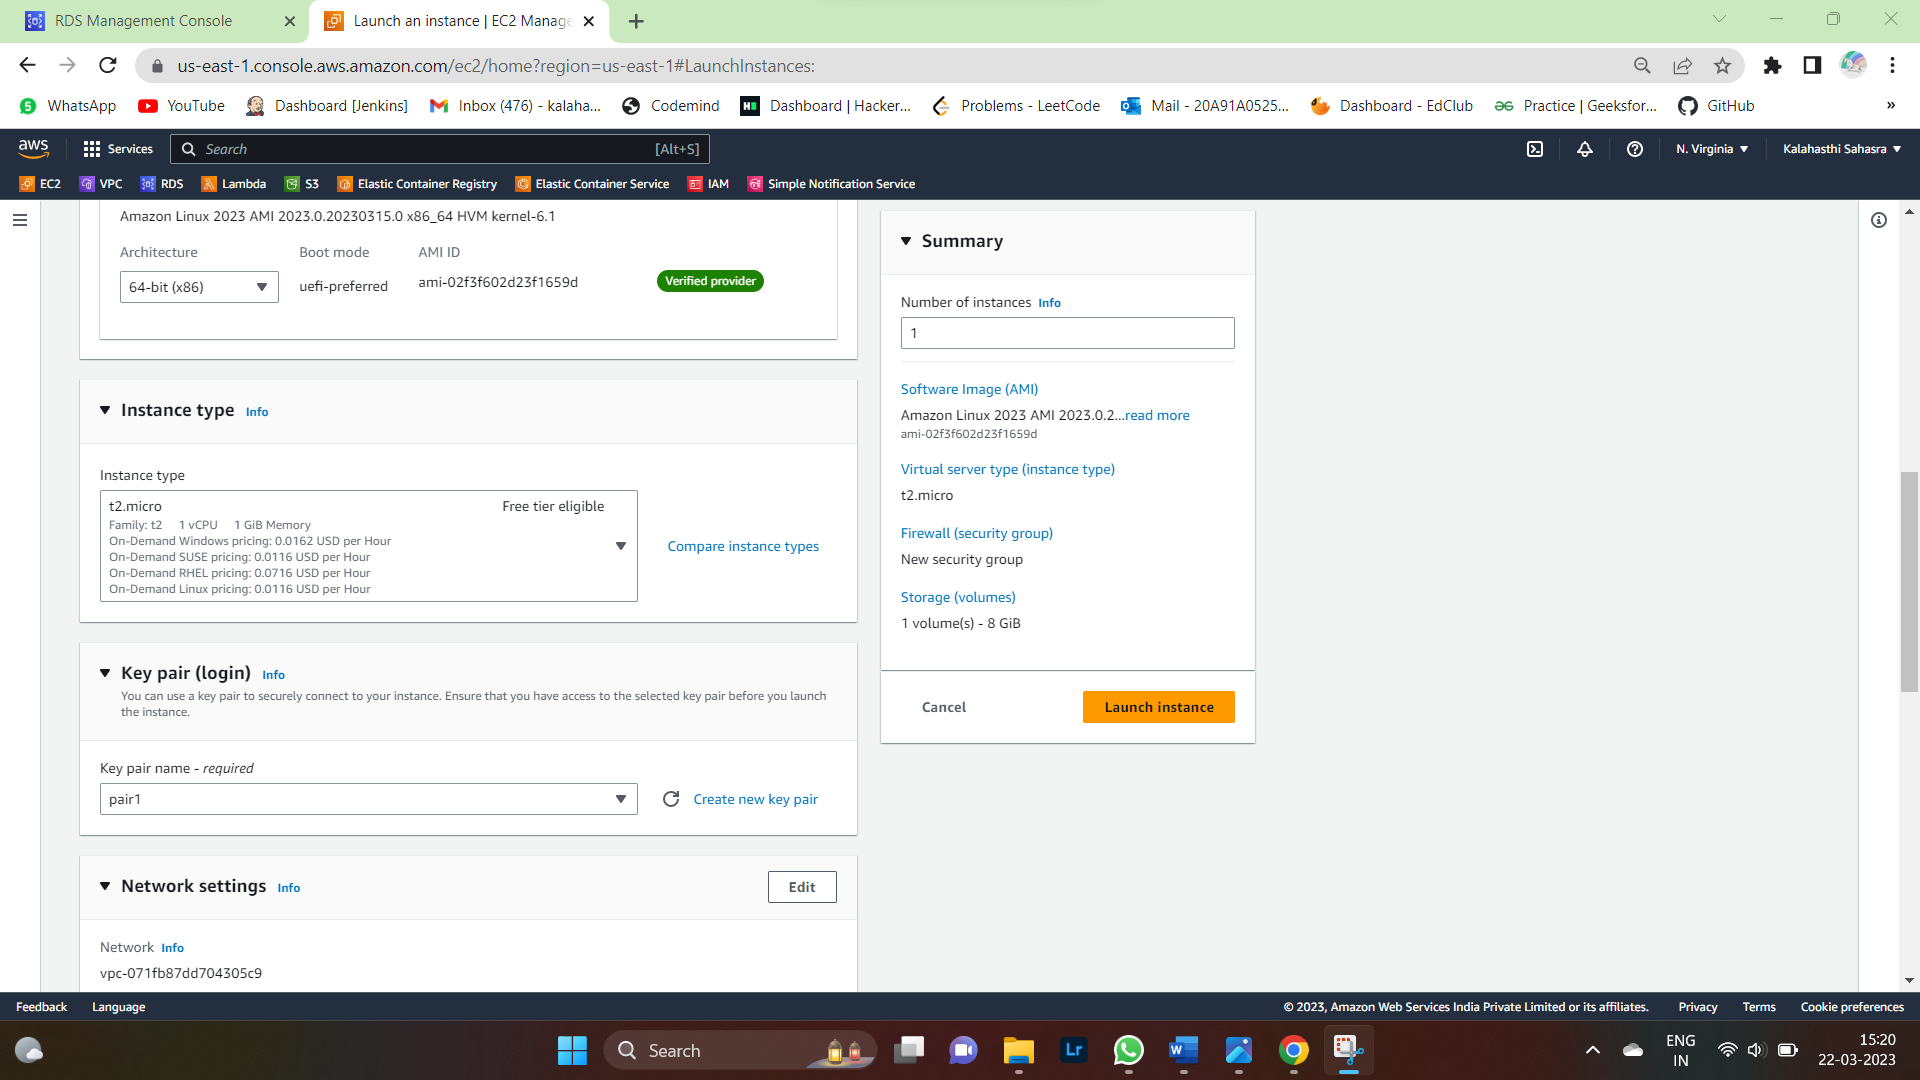 RDS Management Console
Launch an instance | EC2 Manage
us-east-1.console.aws.amazon.com/ec2/home?region=us-east-1#LaunchInstances:
WhatsApp YouTube Dashboard [Jenkins] Inbox (476) - kalaha... Codemind Dashboard | Hacker... Problems - LeetCode Mail - 20A91A0525... Dashboard - EdClub Practice | Geeksfor... GitHub »
aws Services Search [Alt+S] N. Virginia Kalahasthi Sahasra
EC2 VPC RDS Lambda S3 Elastic Container Registry Elastic Container Service IAM Simple Notification Service
Amazon Linux 2023 AMI 2023.0.20230315.0 x86_64 HVM kernel-6.1
Architecture Boot mode AMI ID
64-bit (x86) uefi-preferred ami-02f3f602d23f1659d Verified provider
Instance type Info
Instance type
t2.micro Free tier eligible
Family: t2 1 vCPU 1 GiB Memory
On-Demand Windows pricing: 0.0162 USD per Hour
On-Demand SUSE pricing: 0.0116 USD per Hour
On-Demand RHEL pricing: 0.0716 USD per Hour
On-Demand Linux pricing: 0.0116 USD per Hour
Compare instance types
Key pair (login) Info
You can use a key pair to securely connect to your instance. Ensure that you have access to the selected key pair before you launch
the instance.
Key pair name - required
pair1
Create new key pair
Network settings Info
Edit
Network Info
vpc-071fb87dd704305c9
Summary
Number of instances Info
1
Software Image (AMI)
Amazon Linux 2023 AMI 2023.0.2...read more
ami-02f3f602d23f1659d
Virtual server type (instance type)
t2.micro
Firewall (security group)
New security group
Storage (volumes)
1 volume(s) - 8 GiB
Cancel Launch instance
Feedback Language © 2023, Amazon Web Services India Private Limited or its affiliates. Privacy Terms Cookie preferences
Search
Lr
W
ENG
IN
15:20
22-03-2023